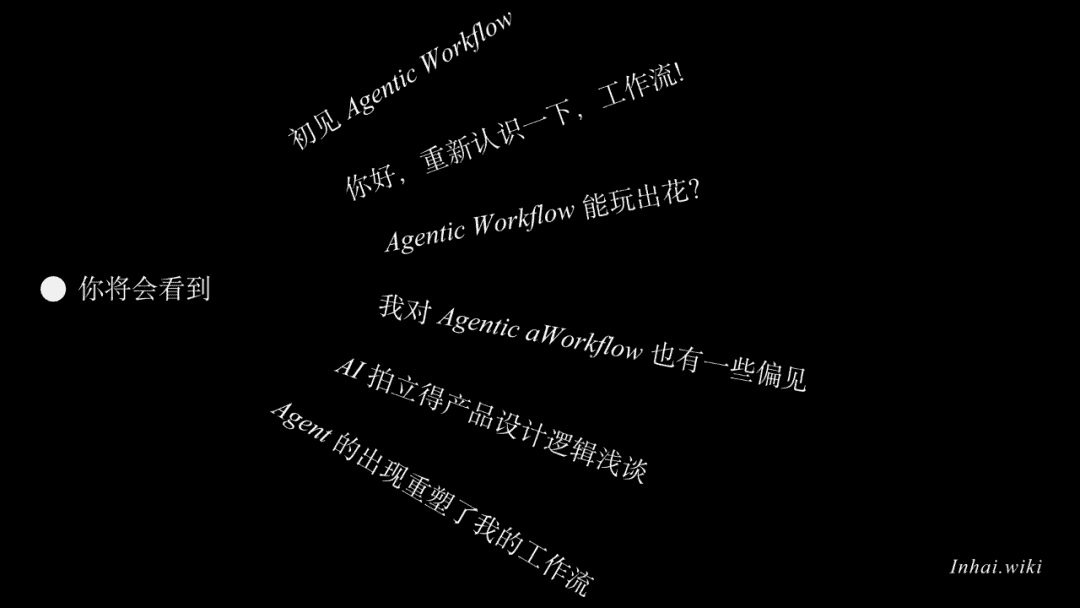 初见 Agentic Workflow
你好，重新认识一下，工作流!
Agentic Workflow 能玩出花?
你将会看到
我对 Agentic aWorkflow 也有一些偏见
AI 拍立得产品设计逻辑浅谈
Agent 的出现重塑了我的工作流
Inhai.wiki